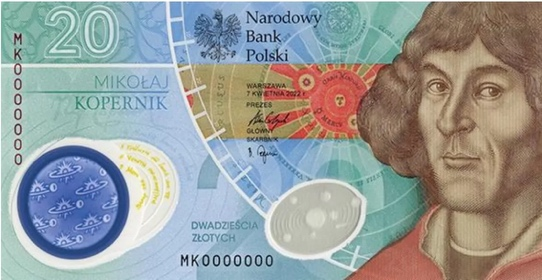 20
Narodowy
Bank
Polski
MK0000000
MIKOŁAJ
KOPERNIK
WARSZAWA
7 KWIETNIA 2022 r.
PREZES
GŁÓWNY
SKARBNIK
DWADZIEŚCIA
ZŁOTYCH
MK0000000